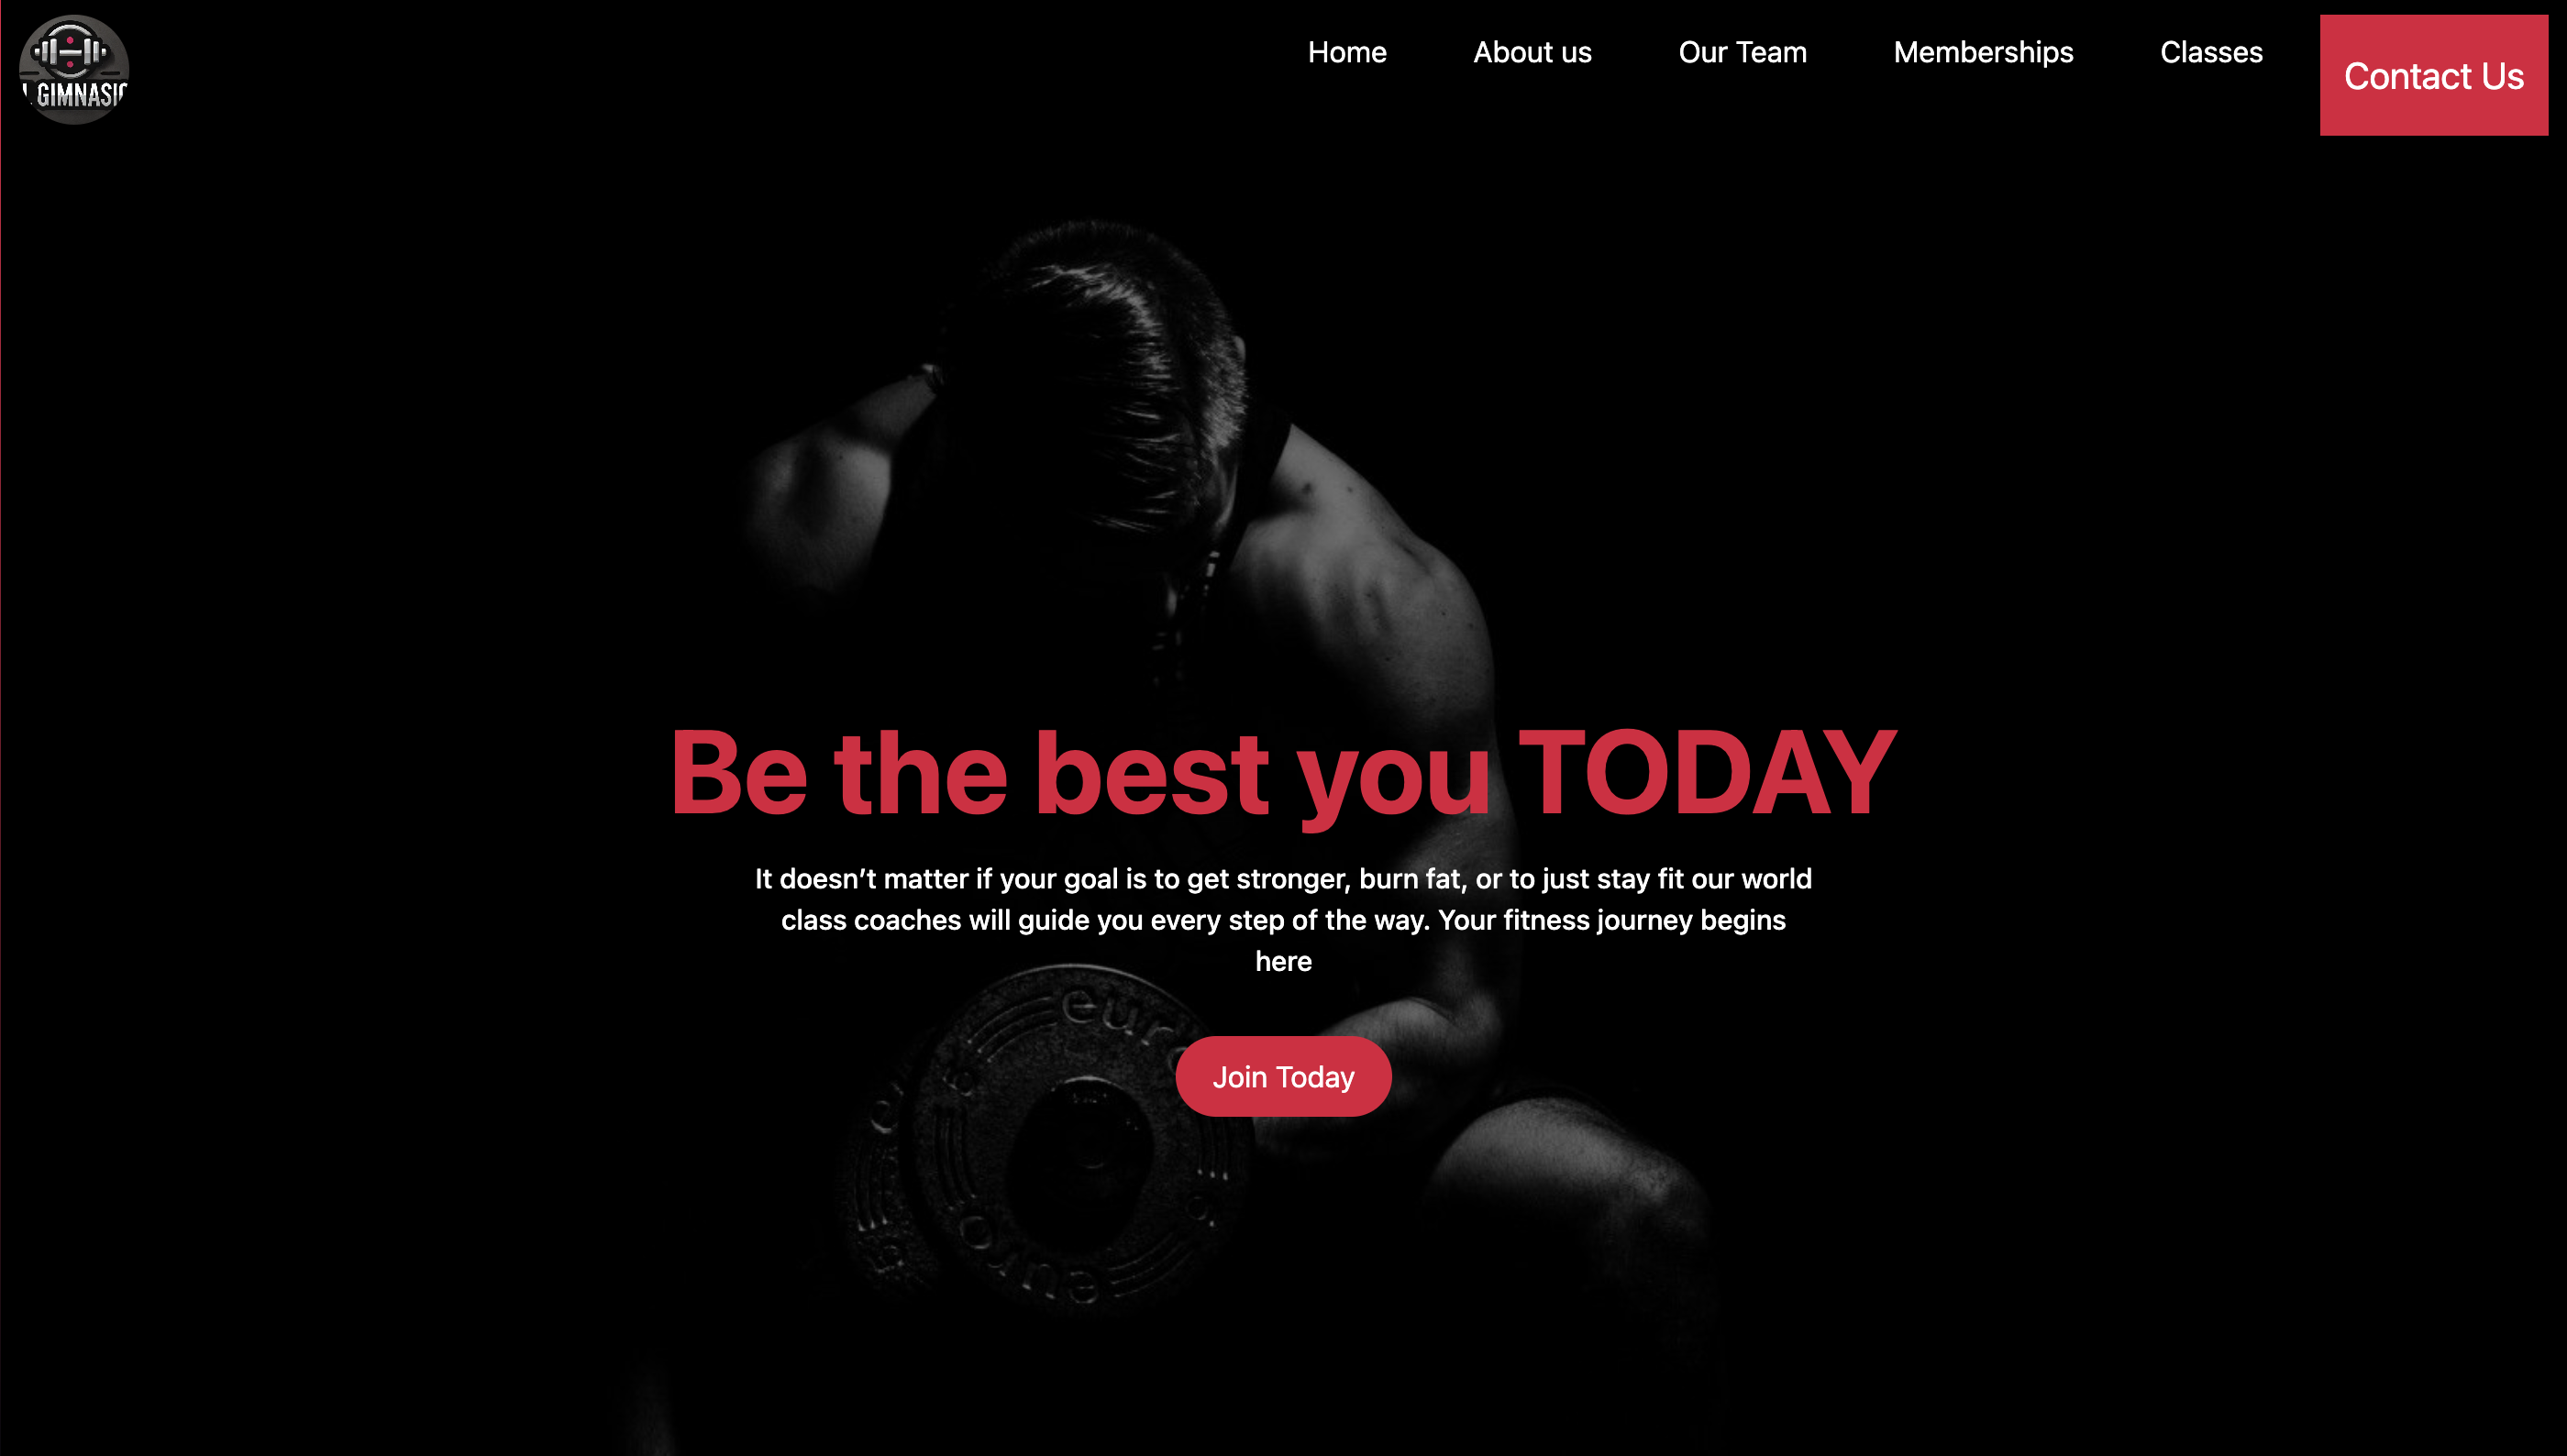 GIMNASIO
Home
About us
Our Team
Memberships
Classes
Contact Us
Be the best you TODAY
It doesn’t matter if your goal is to get stronger, burn fat, or to just stay fit our world
class coaches will guide you every step of the way. Your fitness journey begins
here
euro
Join Today
euro